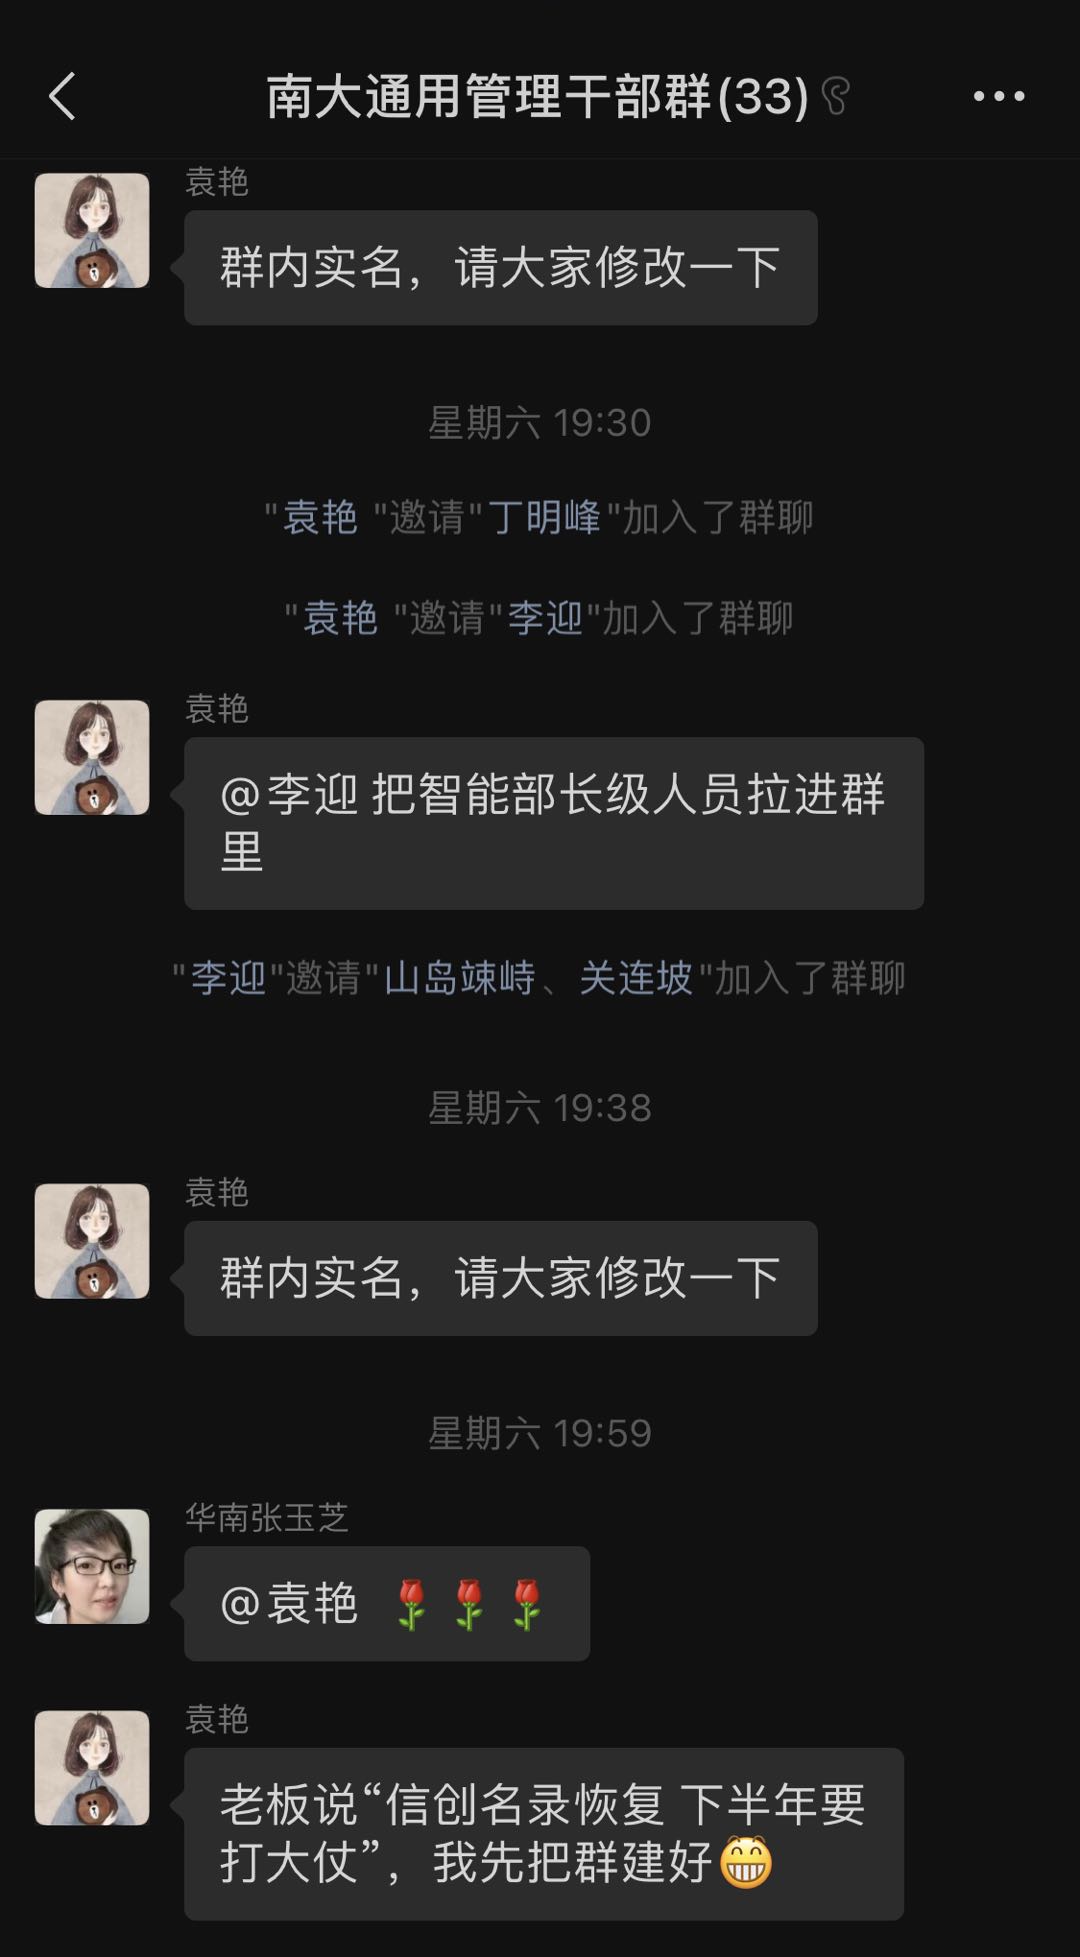 南大通用管理干部群(33)
袁艳
群内实名，请大家修改一下
星期六 19:30
"袁艳 "邀请"丁明峰"加入了群聊
"袁艳 "邀请"李迎"加入了群聊
袁艳
@李迎 把智能部长级人员拉进群
里
"李迎"邀请"山岛竦峙、关连坡"加入了群聊
星期六 19:38
袁艳
群内实名，请大家修改一下
星期六 19:59
华南张玉芝
@袁艳 🌹🌹🌹
袁艳
老板说“信创名录恢复 下半年要
打大仗”，我先把群建好😁